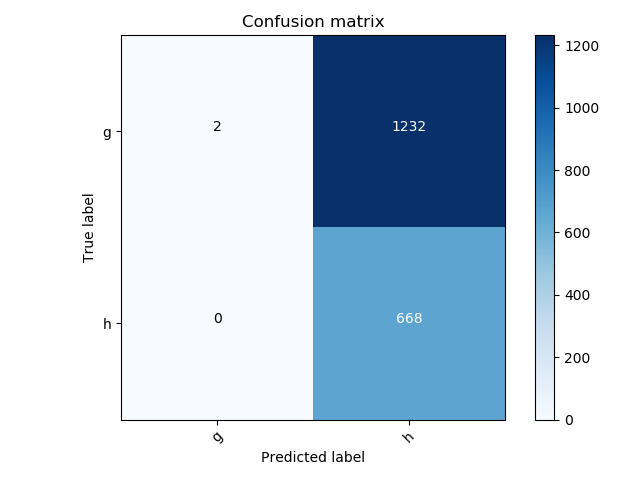 Confusion matrix
True label
g
2
1232
h
0
668
g
h
Predicted label
1200
1000
800
600
400
200
0